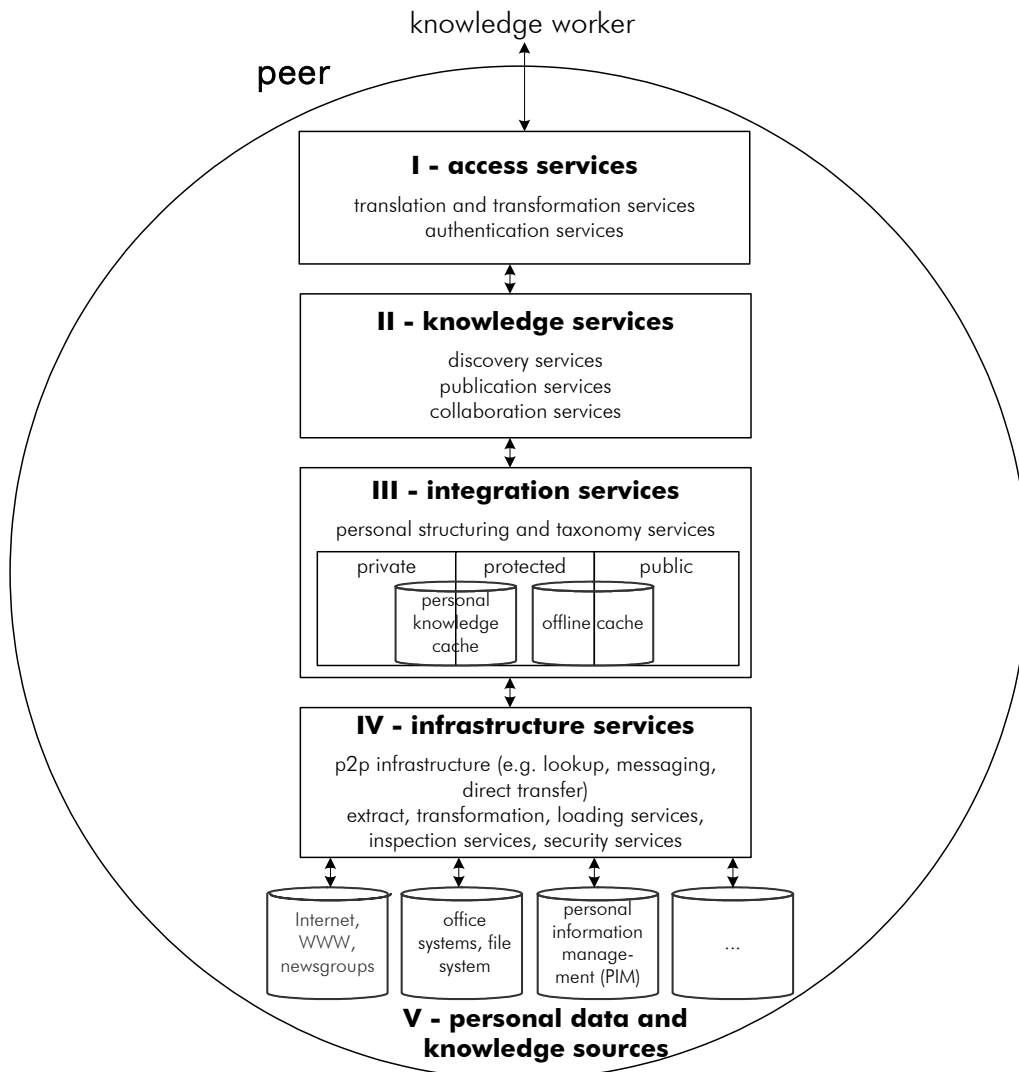 knowledge worker
peer
I - access services
translation and transformation services
authentication services
II - knowledge services
discovery services
publication services
collaboration services
III - integration services
personal structuring and taxonomy services
private protected public
personal
knowledge
cache
offline cache
IV - infrastructure services
p2p infrastructure (e.g. lookup, messaging,
direct transfer)
extract, transformation, loading services,
inspection services, security services
Internet,
WWW,
newsgroups
office
systems, file
system
personal
information
manage-
ment (PIM)
...
V - personal data and
knowledge sources